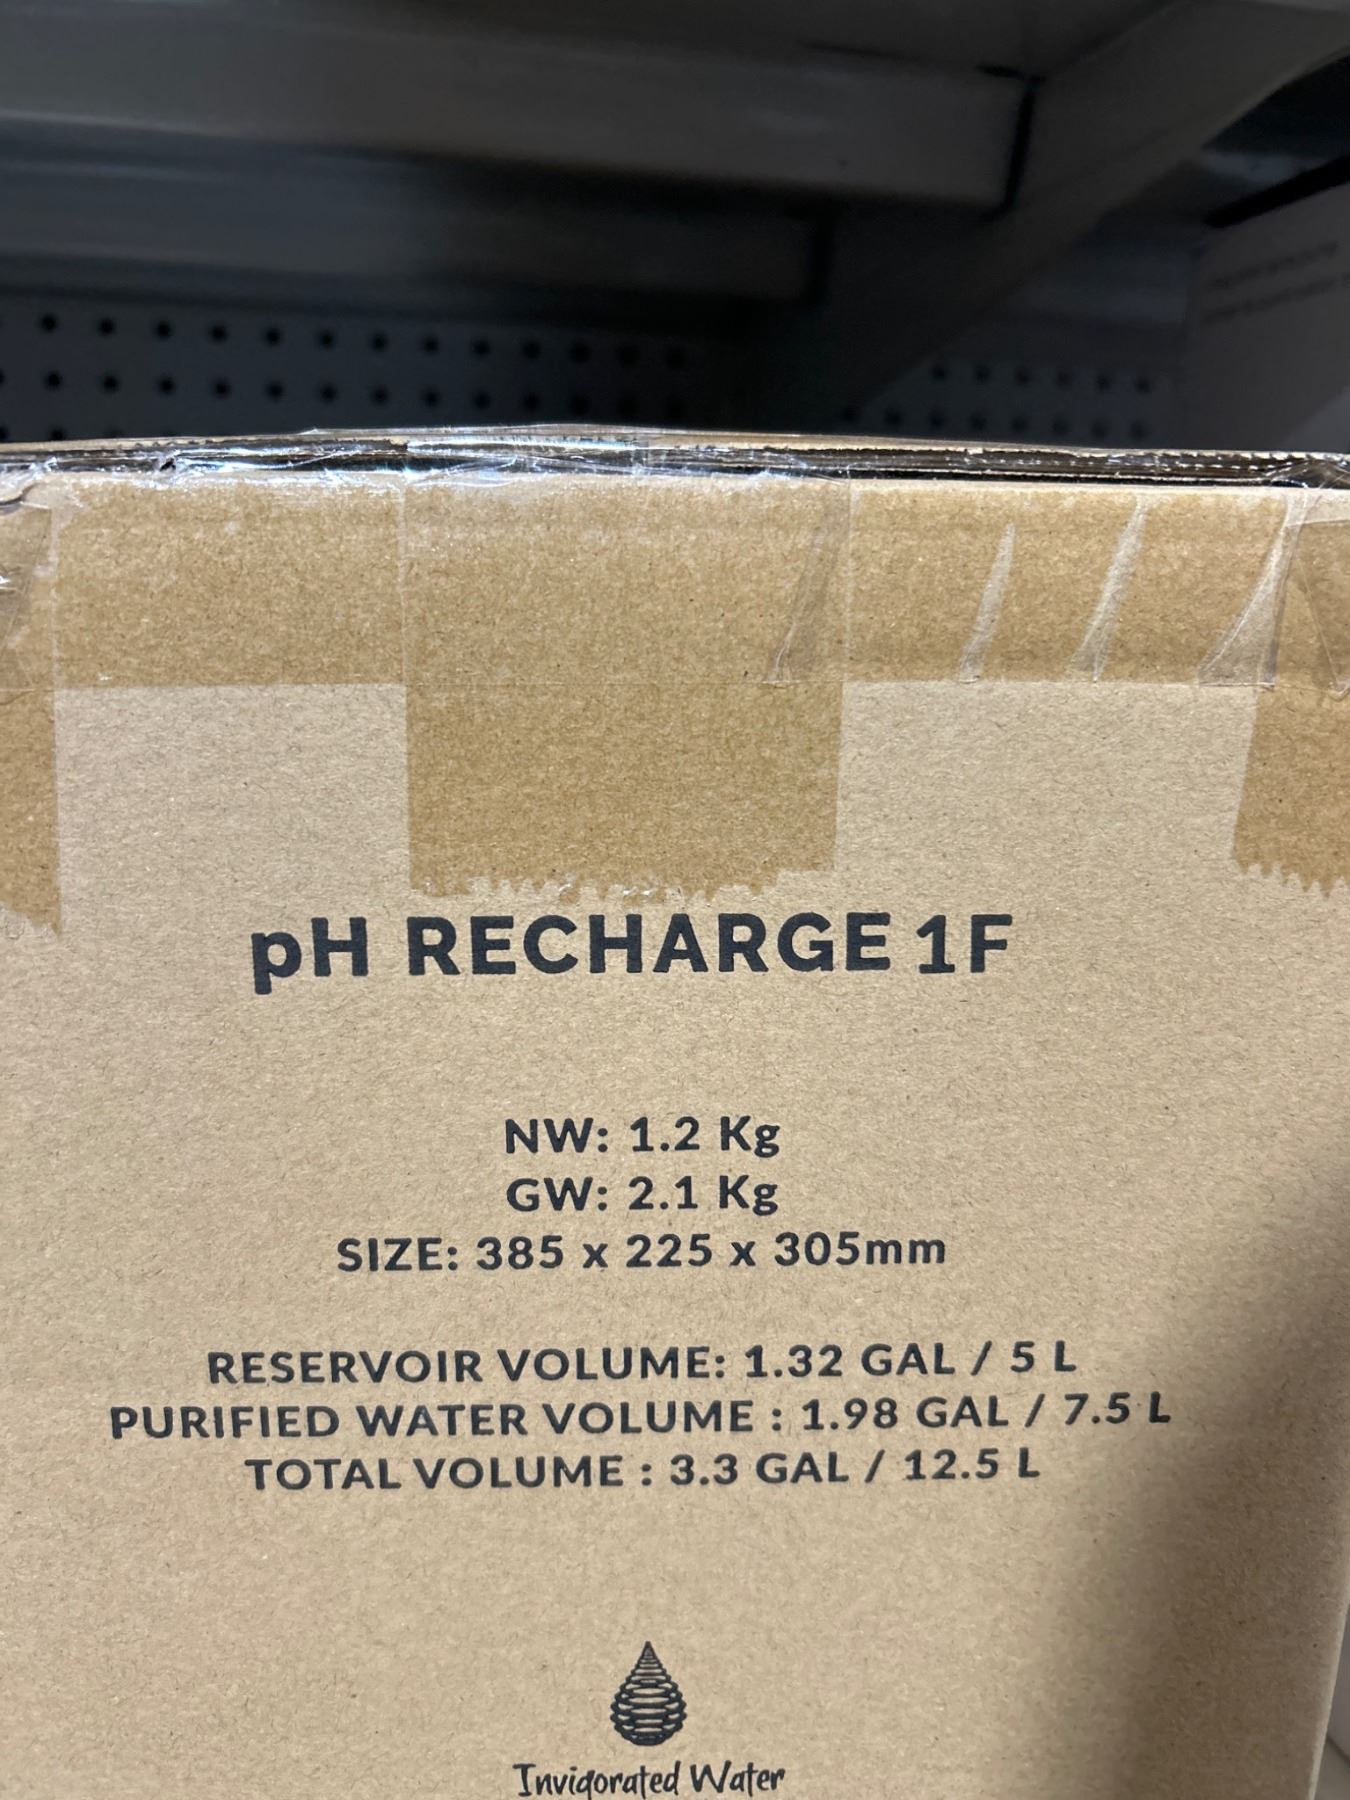 pH RECHARGE 1F
NW: 1.2 Kg
GW: 2.1 Kg
SIZE: 385 x 225 x 305mm
RESERVOIR VOLUME: 1.32 GAL / 5 L
PURIFIED WATER VOLUME : 1.98 GAL / 7.5 L
TOTAL VOLUME : 3.3 GAL / 12.5 L
Invigorated Water